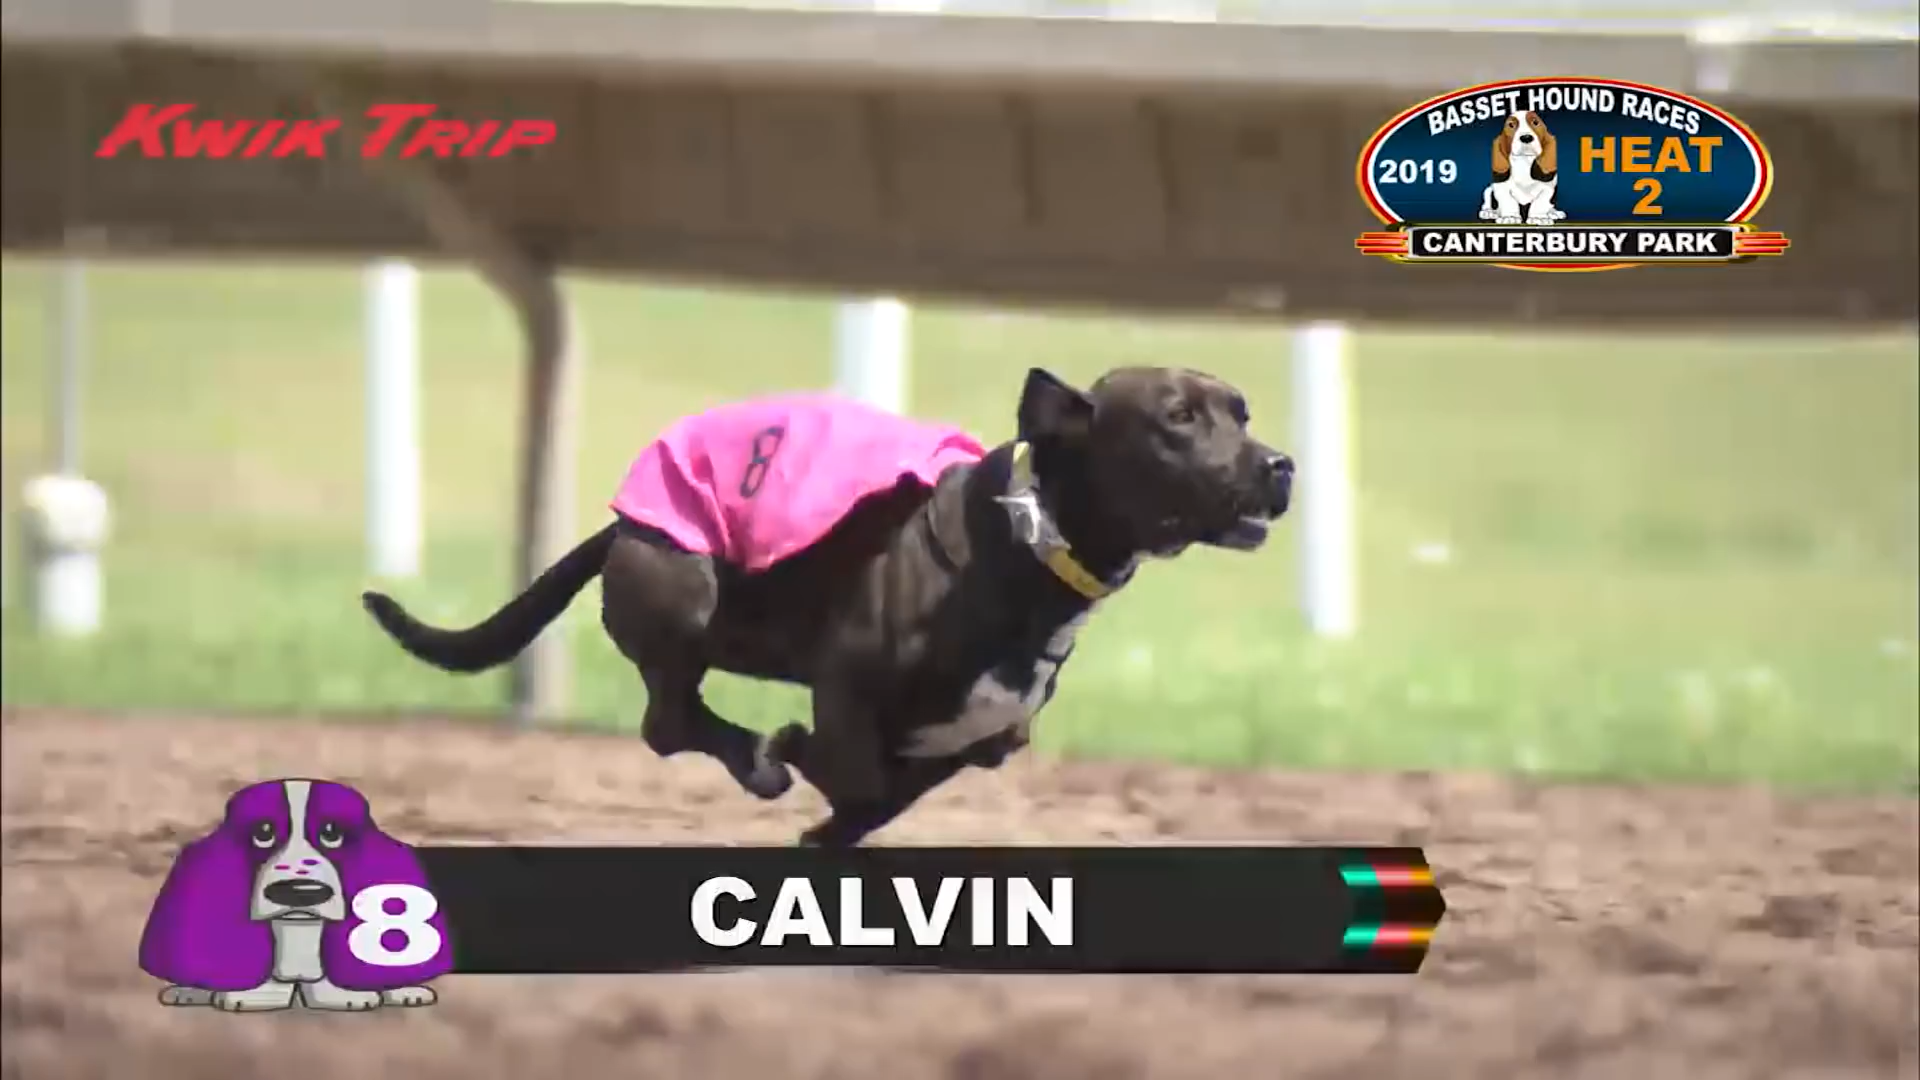 KWIK TRIP
BASSET HOUND RACES
2019
HEAT
2
CANTERBURY PARK
8
8
CALVIN